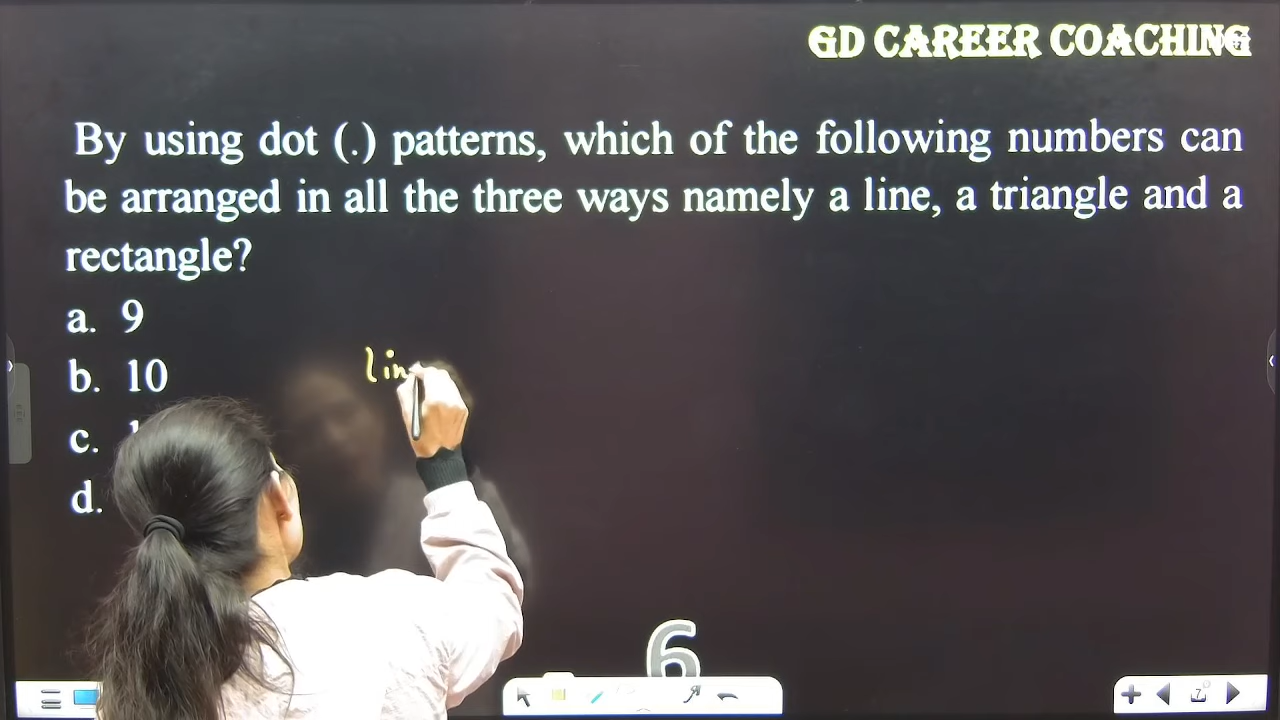 GD CAREER COACHING
By using dot (.) patterns, which of the following numbers can
be arranged in all the three ways namely a line, a triangle and a
rectangle?
a. 9
b. 10
c.
d.
lin
6